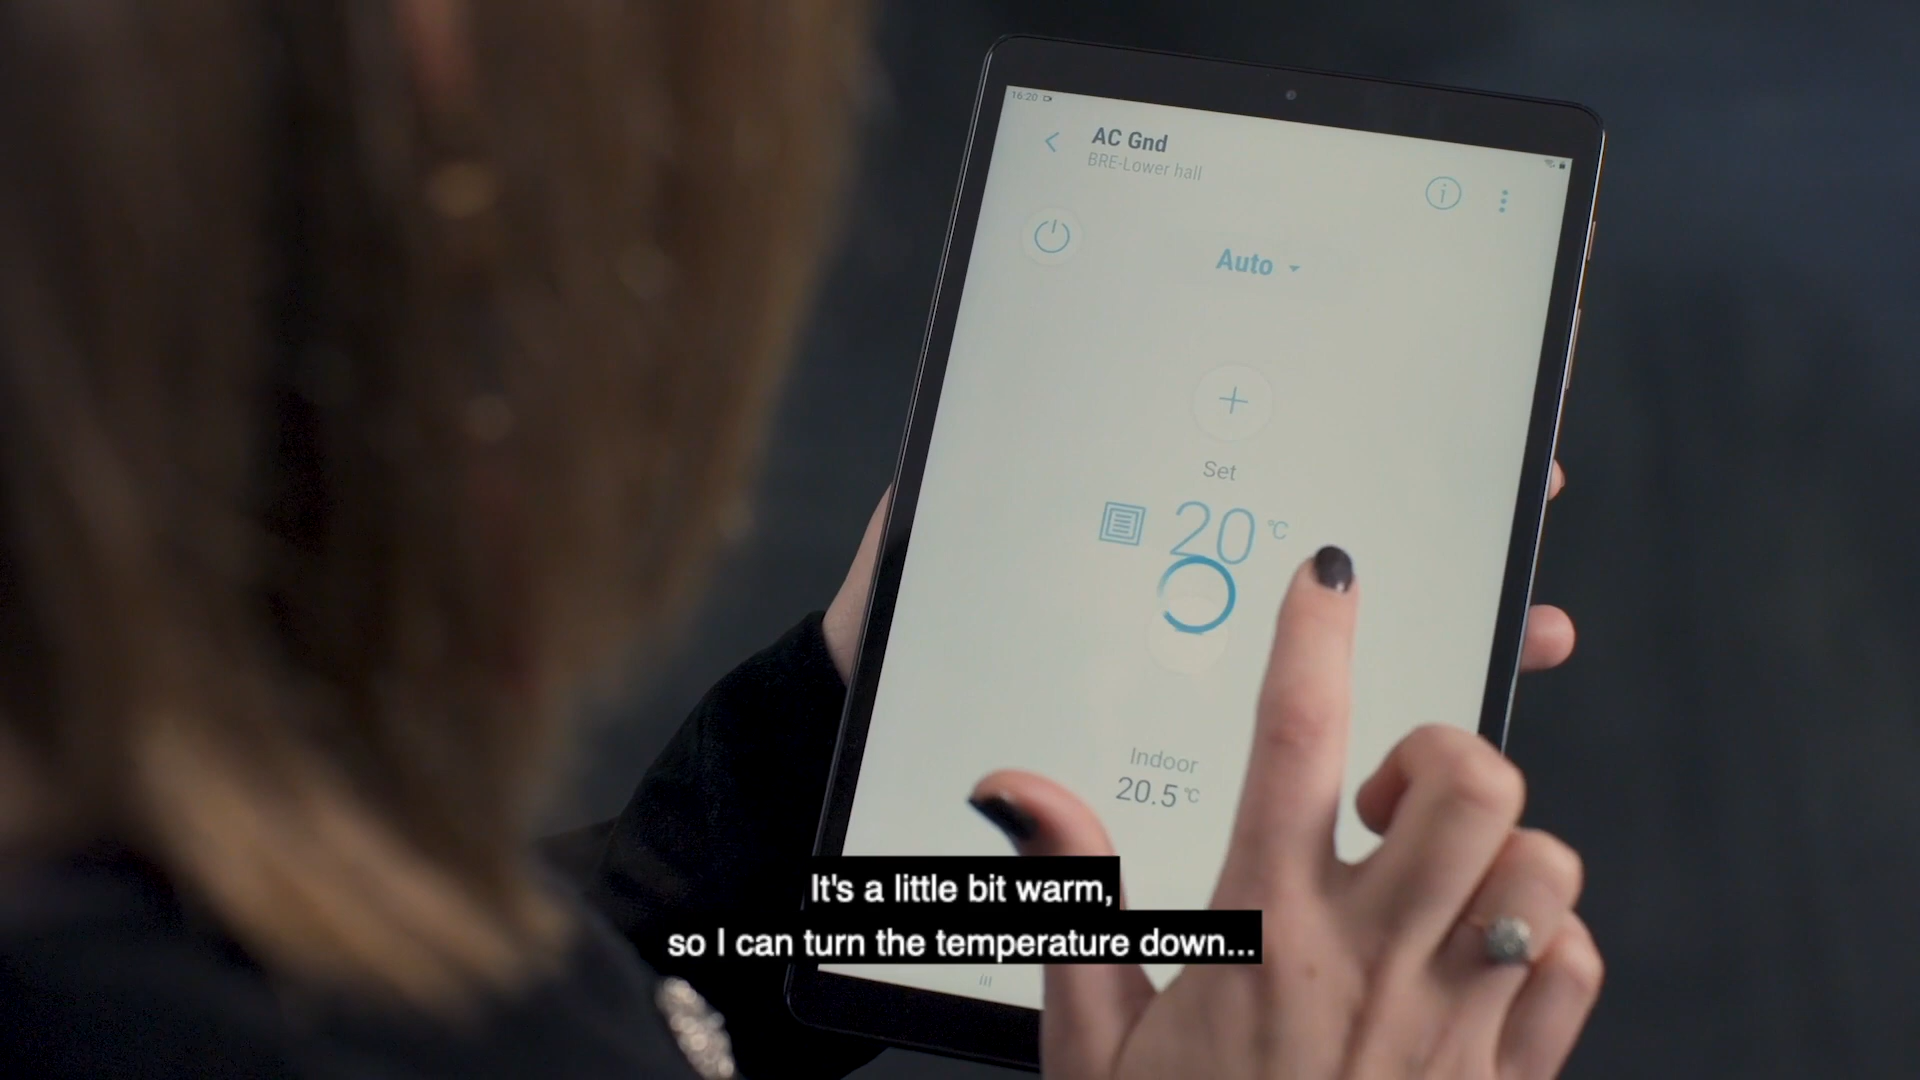 16:20
AC Gnd
BRE-Lower hall
Auto
Set
20 °C
Indoor
20.5 °C
It's a little bit warm,
so I can turn the temperature down...